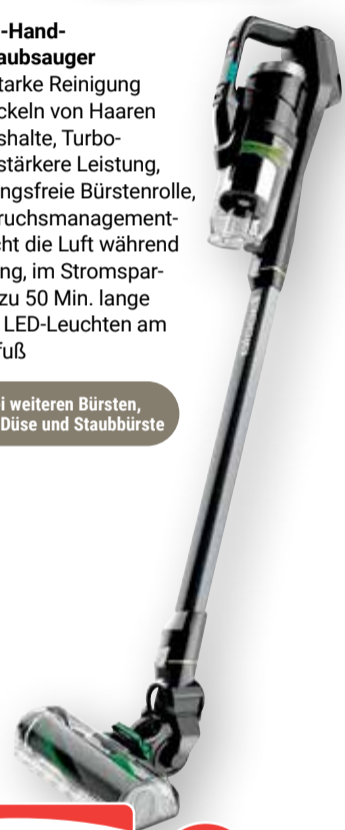 -Hand-
aubsauger
tarke Reinigung
ckeln von Haaren
shalte, Turbo-
stärkere Leistung,
ngsfreie Bürstenrolle,
ruchsmanagement-
cht die Luft während
ng, im Stromspar-
zu 50 Min. lange
LED-Leuchten am
fuß
i weiteren Bürsten,
Düse und Staubbürste